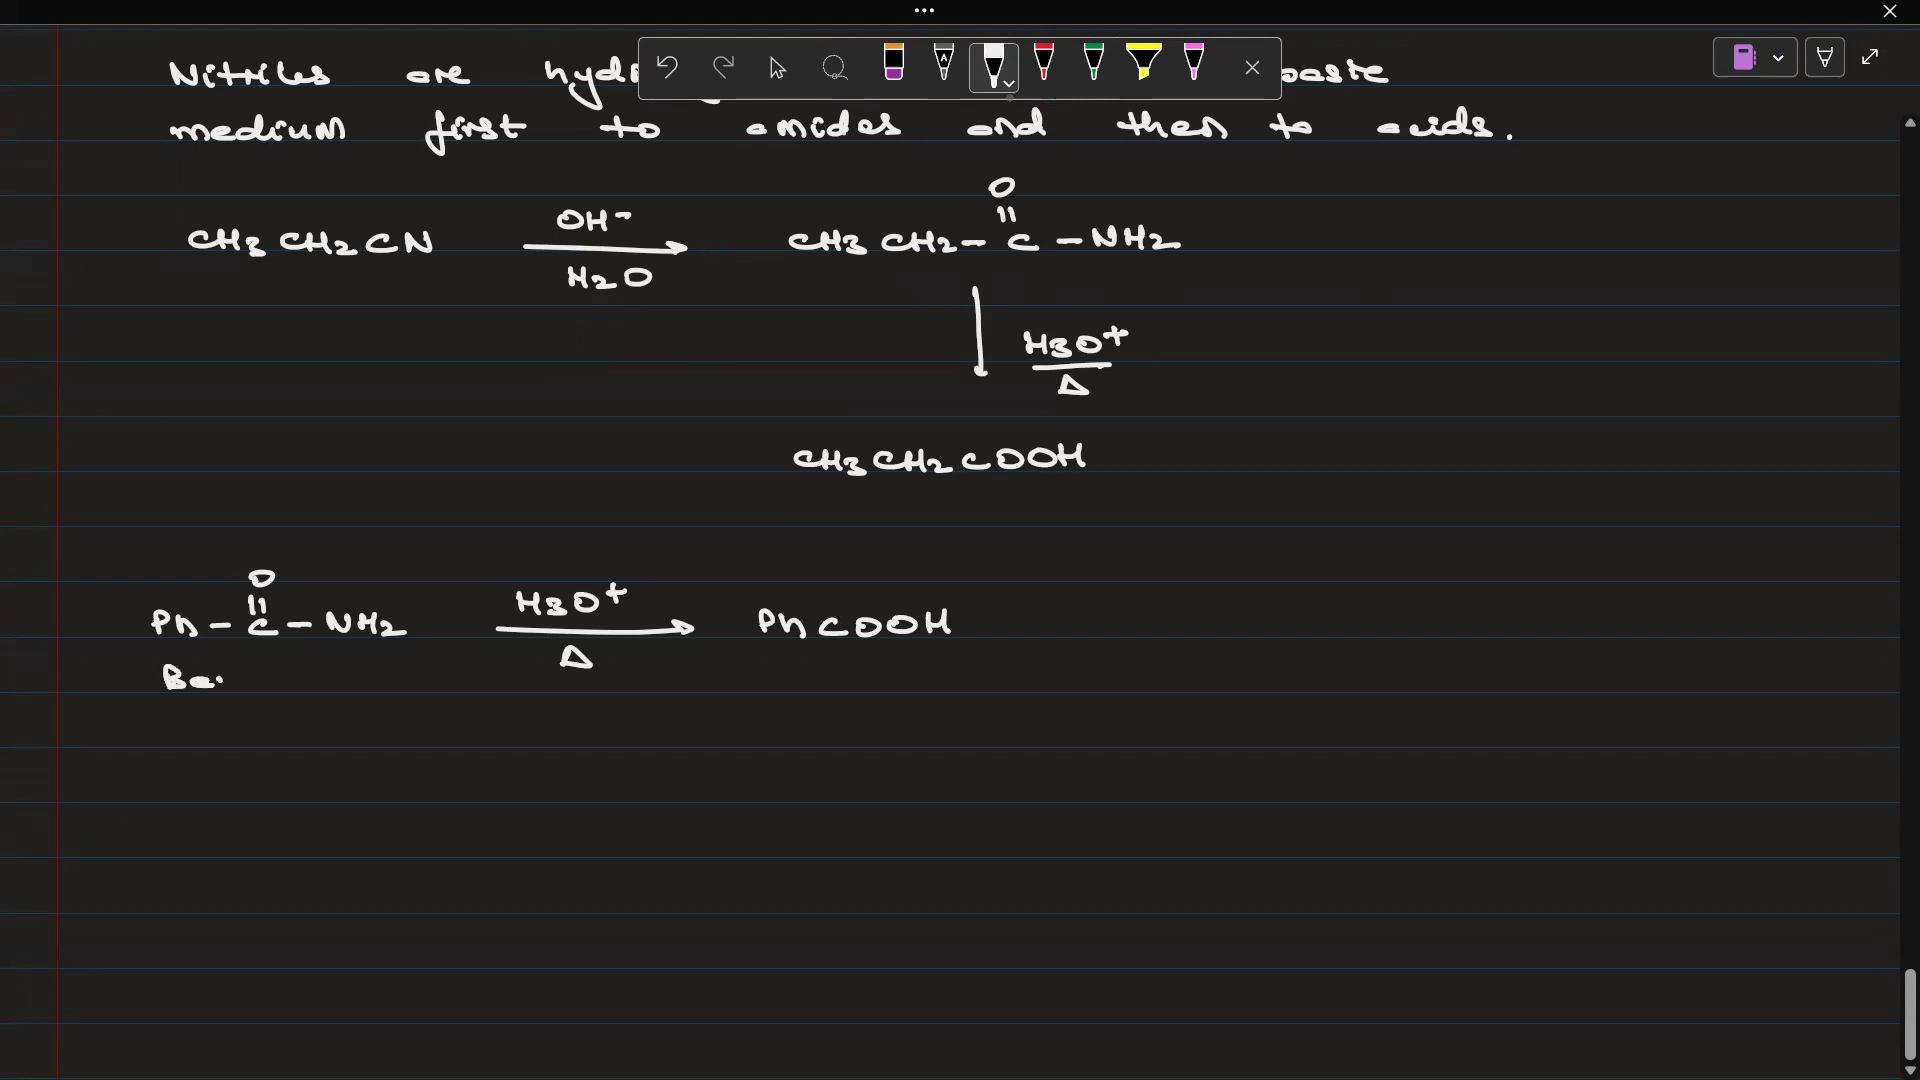 Nitriles are
medium first to amides and then to acids.
O
||
CH3 CH2 CN OH- H2O CH3 CH2 - C - NH2
H3O+
Δ
CH3 CH2 COOH
O
||
Ph - C - NH2 H3O+ Δ Ph COOH
Be.